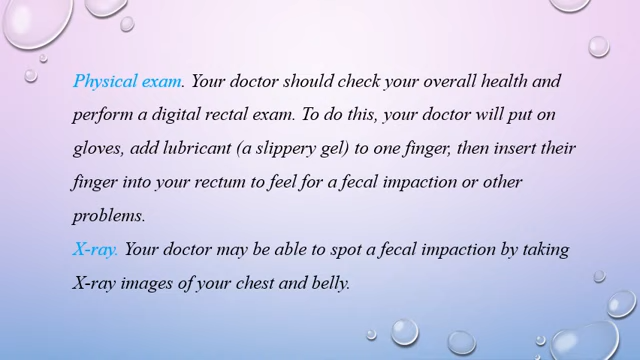 Physical exam. Your doctor should check your overall health and
perform a digital rectal exam. To do this, your doctor will put on
gloves, add lubricant (a slippery gel) to one finger, then insert their
finger into your rectum to feel for a fecal impaction or other
problems.
X-ray. Your doctor may be able to spot a fecal impaction by taking
X-ray images of your chest and belly.